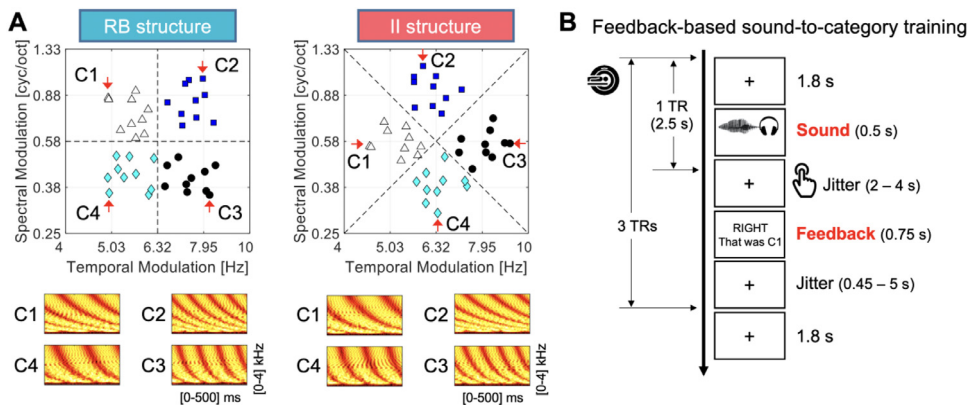 A
RB structure
II structure
Spectral Modulation [cyc/oct]
1.33
0.88
0.58
0.38
0.25
C1
C2
C4
C3
4
5.03
6.32
7.95
10
Temporal Modulation [Hz]
Spectral Modulation [cyc/oct]
1.33
0.88
0.58
0.38
0.25
C2
C1
C3
C4
4
5.03
6.32
7.95
10
Temporal Modulation [Hz]
C1
C2
C4
C3
[0-500] ms
[0-4] kHz
C1
C2
C4
C3
[0-500] ms
[0-4] kHz
B
Feedback-based sound-to-category training
1 TR
(2.5 s)
3 TRs
+
1.8 s
Sound (0.5 s)
+
Jitter (2 – 4 s)
RIGHT
That was C1
Feedback (0.75 s)
+
Jitter (0.45 – 5 s)
+
1.8 s